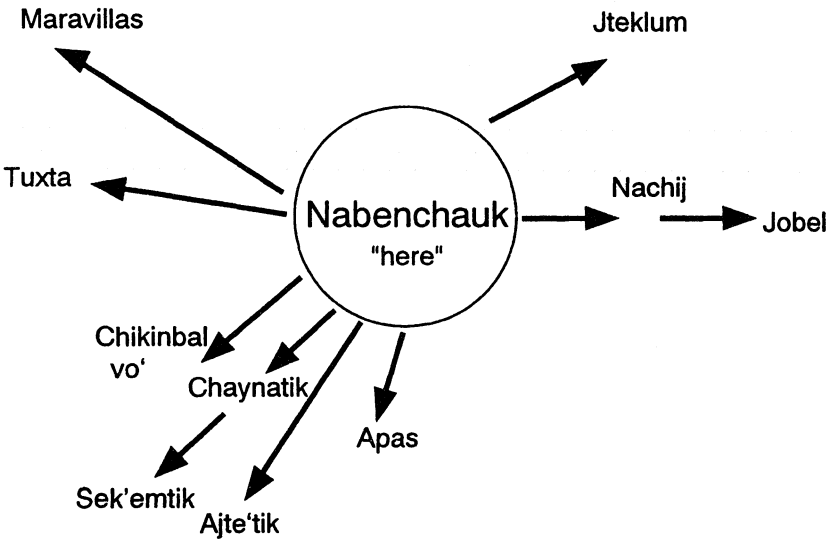 Maravillas
Jteklum
Tuxta
Nachij
Nabenchauk
Jobel
"here"
Chikinbal
vo‘
Chaynatik
Apas
Sek’emtik
Ajte‘tik